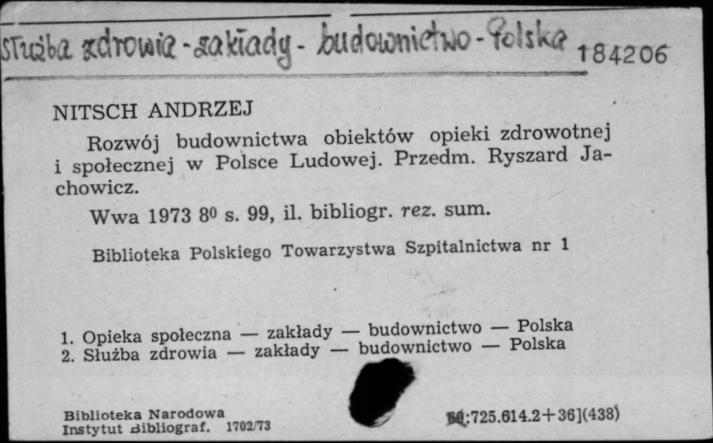 Służba zdrowia - zakłady - budownictwo - Polska
184206
NITSCH ANDRZEJ
Rozwój budownictwa obiektów opieki zdrowotnej
i społecznej w Polsce Ludowej. Przedm. Ryszard Ja-
chowicz.
Wwa 1973 8⁰ s. 99, il. bibliogr. rez. sum.
Biblioteka Polskiego Towarzystwa Szpitalnictwa nr 1
1. Opieka społeczna — zakłady — budownictwo — Polska
2. Służba zdrowia — zakłady — budownictwo — Polska
Biblioteka Narodowa
Instytut Bibliograf. 1702/73
:725.614.2+36](438)